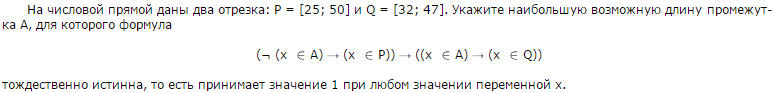 На числовой прямой даны два отрезка: P = [25; 50] и Q = [32; 47]. Укажите наибольшую возможную длину промежут-
ка A, для которого формула
(¬ (x ∈ A) → (x ∈ P)) → ((x ∈ A) → (x ∈ Q))
тождественно истинна, то есть принимает значение 1 при любом значении переменной x.